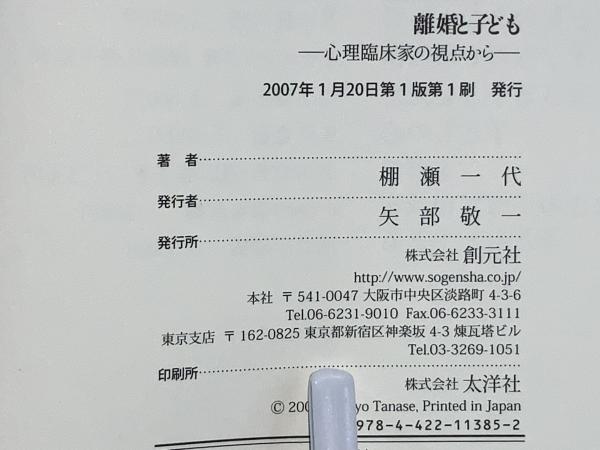 離婚と子ども
―心理臨床家の視点から―
2007年1月20日第1版第1刷　発行
著　者
棚　瀬　一　代
発行者
矢　部　敬　一
発行所
株式会社 創元社
http://www.sogensha.co.jp/
本社　〒541-0047 大阪市中央区淡路町 4-3-6
Tel.06-6231-9010 Fax.06-6233-3111
東京支店　〒162-0825 東京都新宿区神楽坂 4-3 煉瓦塔ビル
Tel.03-3269-1051
印刷所
株式会社 太洋社
© Tanase, Printed in Japan
978-4-422-11385-2